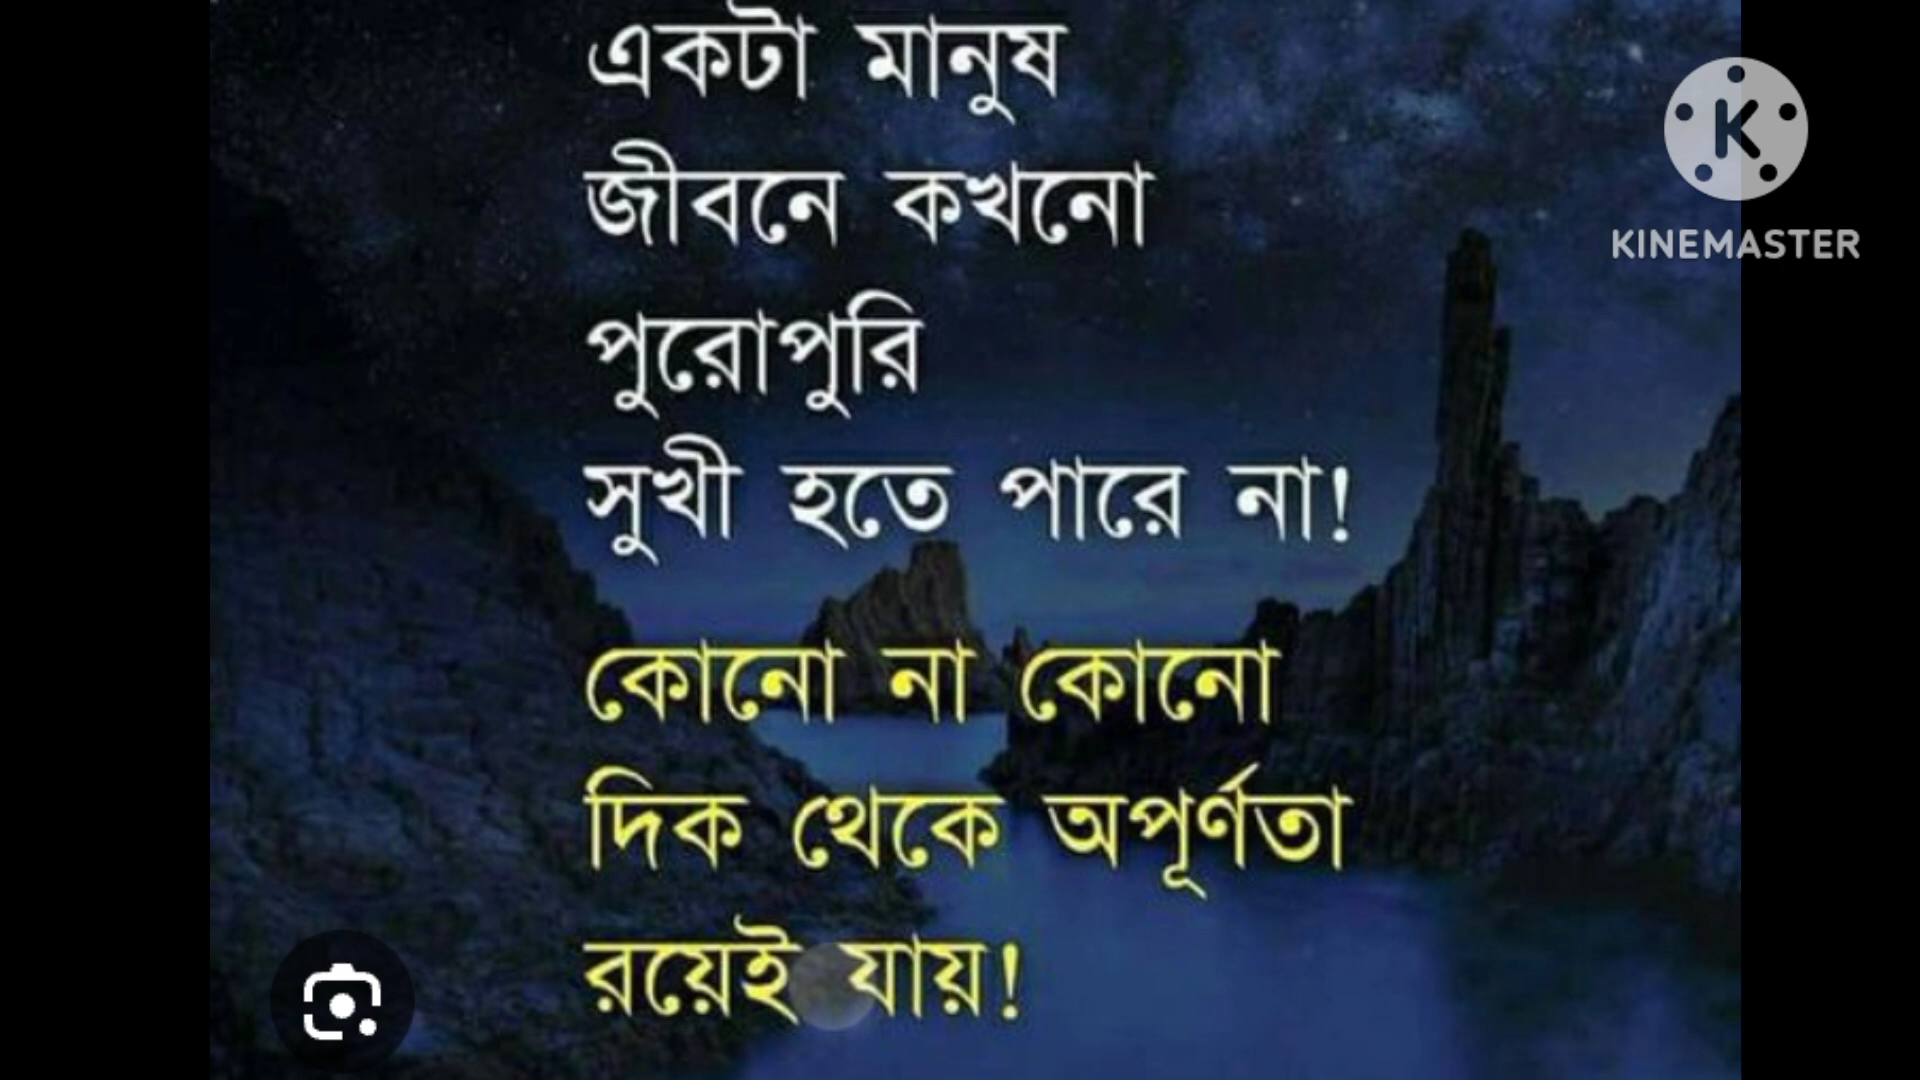 একটা মানুষ
জীবনে কখনো
পুরোপুরি
সুখী হতে পারে না!
কোনো না কোনো
দিক থেকে অপূর্ণতা
রয়েই যায়!
K
KINEMASTER